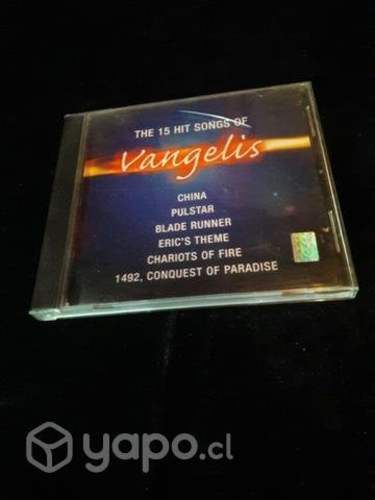 THE 15 HIT SONGS OF
Vangelis
CHINA
PULSTAR
BLADE RUNNER
ERIC'S THEME
CHARIOTS OF FIRE
1492, CONQUEST OF PARADISE
yapo.cl